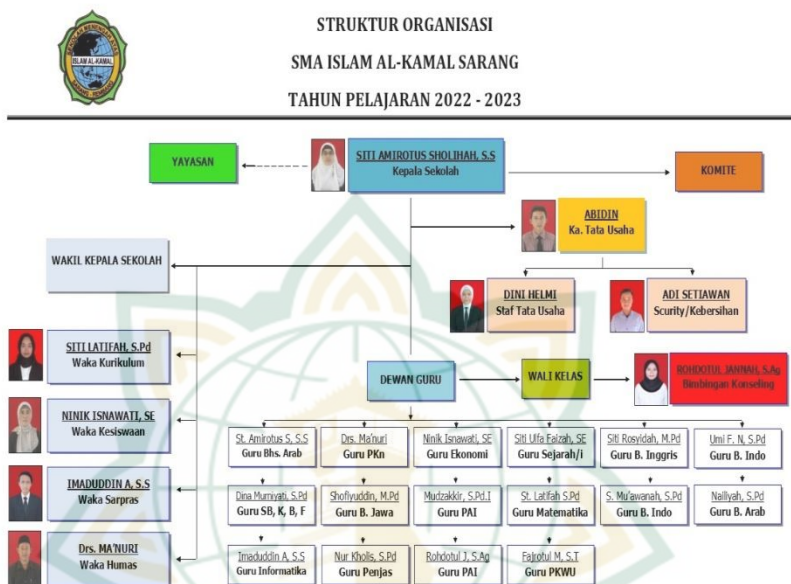 STRUKTUR ORGANISASI
SMA ISLAM AL-KAMAL SARANG
TAHUN PELAJARAN 2022 - 2023
ISLAM AL-KAMAL
YAYASAN
SITI AMIROTUS SHOLIHAH, S.S
Kepala Sekolah
KOMITE
ABIDIN
Ka. Tata Usaha
WAKIL KEPALA SEKOLAH
DINI HELMI
Staf Tata Usaha
ADI SETIAWAN
Scurity/Kebersihan
SITI LATIFAH, S.Pd
Waka Kurikulum
NINIK ISNAWATI, SE
Waka Kesiswaan
IMADUDDIN A, S.S
Waka Sarpras
Drs. MA'NURI
Waka Humas
DEWAN GURU
WALI KELAS
ROHDOTUL JANNAH, S.Ag
Bimbingan Konseling
St. Amirotus S, S.S
Guru Bhs. Arab
Drs. Ma'nuri
Guru PKn
Ninik Isnawati, SE
Guru Ekonomi
Siti Ulfa Faizah, SE
Guru Sejarah/i
Siti Rosyidah, M.Pd
Guru B. Inggris
Umi F. N, S.Pd
Guru B. Indo
Dina Murniyati, S.Pd
Guru SB, K, B, F
Shofiyuddin, M.Pd
Guru B. Jawa
Mudzakkir, S.Pd.I
Guru PAI
St. Latifah S.Pd
Guru Matematika
S. Mu'awanah, S.Pd
Guru B. Indo
Nailiyah, S.Pd
Guru B. Arab
Imaduddin A, S.S
Guru Informatika
Nur Kholis, S.Pd
Guru Penjas
Rohdotul J, S.Ag
Guru PAI
Fajrotul M, S.T
Guru PKWU